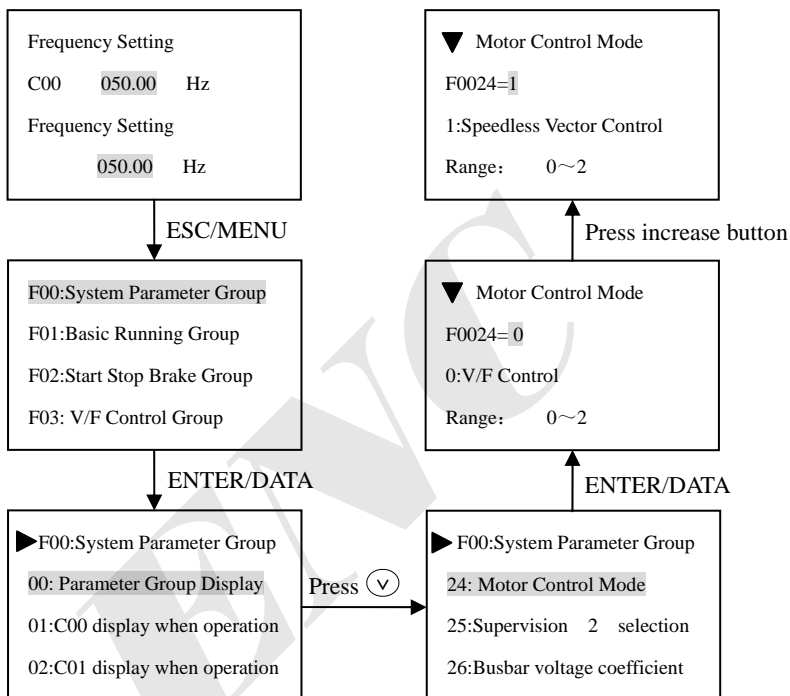 Frequency Setting
C00 050.00 Hz
Frequency Setting
050.00 Hz
ESC/MENU
F00:System Parameter Group
F01:Basic Running Group
F02:Start Stop Brake Group
F03: V/F Control Group
ENTER/DATA
▶F00:System Parameter Group
00: Parameter Group Display
01:C00 display when operation
02:C01 display when operation
Press ∨
▶ F00:System Parameter Group
24: Motor Control Mode
25:Supervision 2 selection
26:Busbar voltage coefficient
ENTER/DATA
▼ Motor Control Mode
F0024= 0
0:V/F Control
Range： 0～2
Press increase button
▼ Motor Control Mode
F0024=1
1:Speedless Vector Control
Range： 0～2
ENC